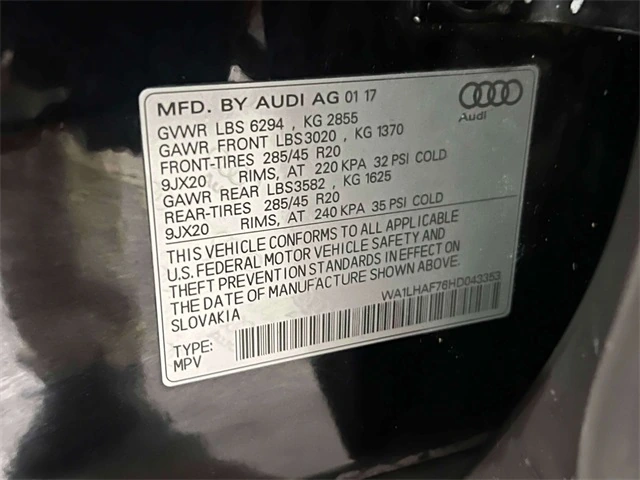 MFD. BY AUDI AG 01 17
Audi
GVWR LBS 6294 , KG 2855
GAWR FRONT LBS3020 , KG 1370
FRONT-TIRES 285/45 R20
9JX20 RIMS, AT 220 KPA 32 PSI COLD
GAWR REAR LBS3582 , KG 1625
REAR-TIRES 285/45 R20
9JX20 RIMS, AT 240 KPA 35 PSI COLD
THIS VEHICLE CONFORMS TO ALL APPLICABLE
U.S. FEDERAL MOTOR VEHICLE SAFETY AND
THEFT PREVENTION STANDARDS IN EFFECT ON
THE DATE OF MANUFACTURE SHOWN ABOVE.
SLOVAKIA
WA1LHAF76HD043353
TYPE:
MPV